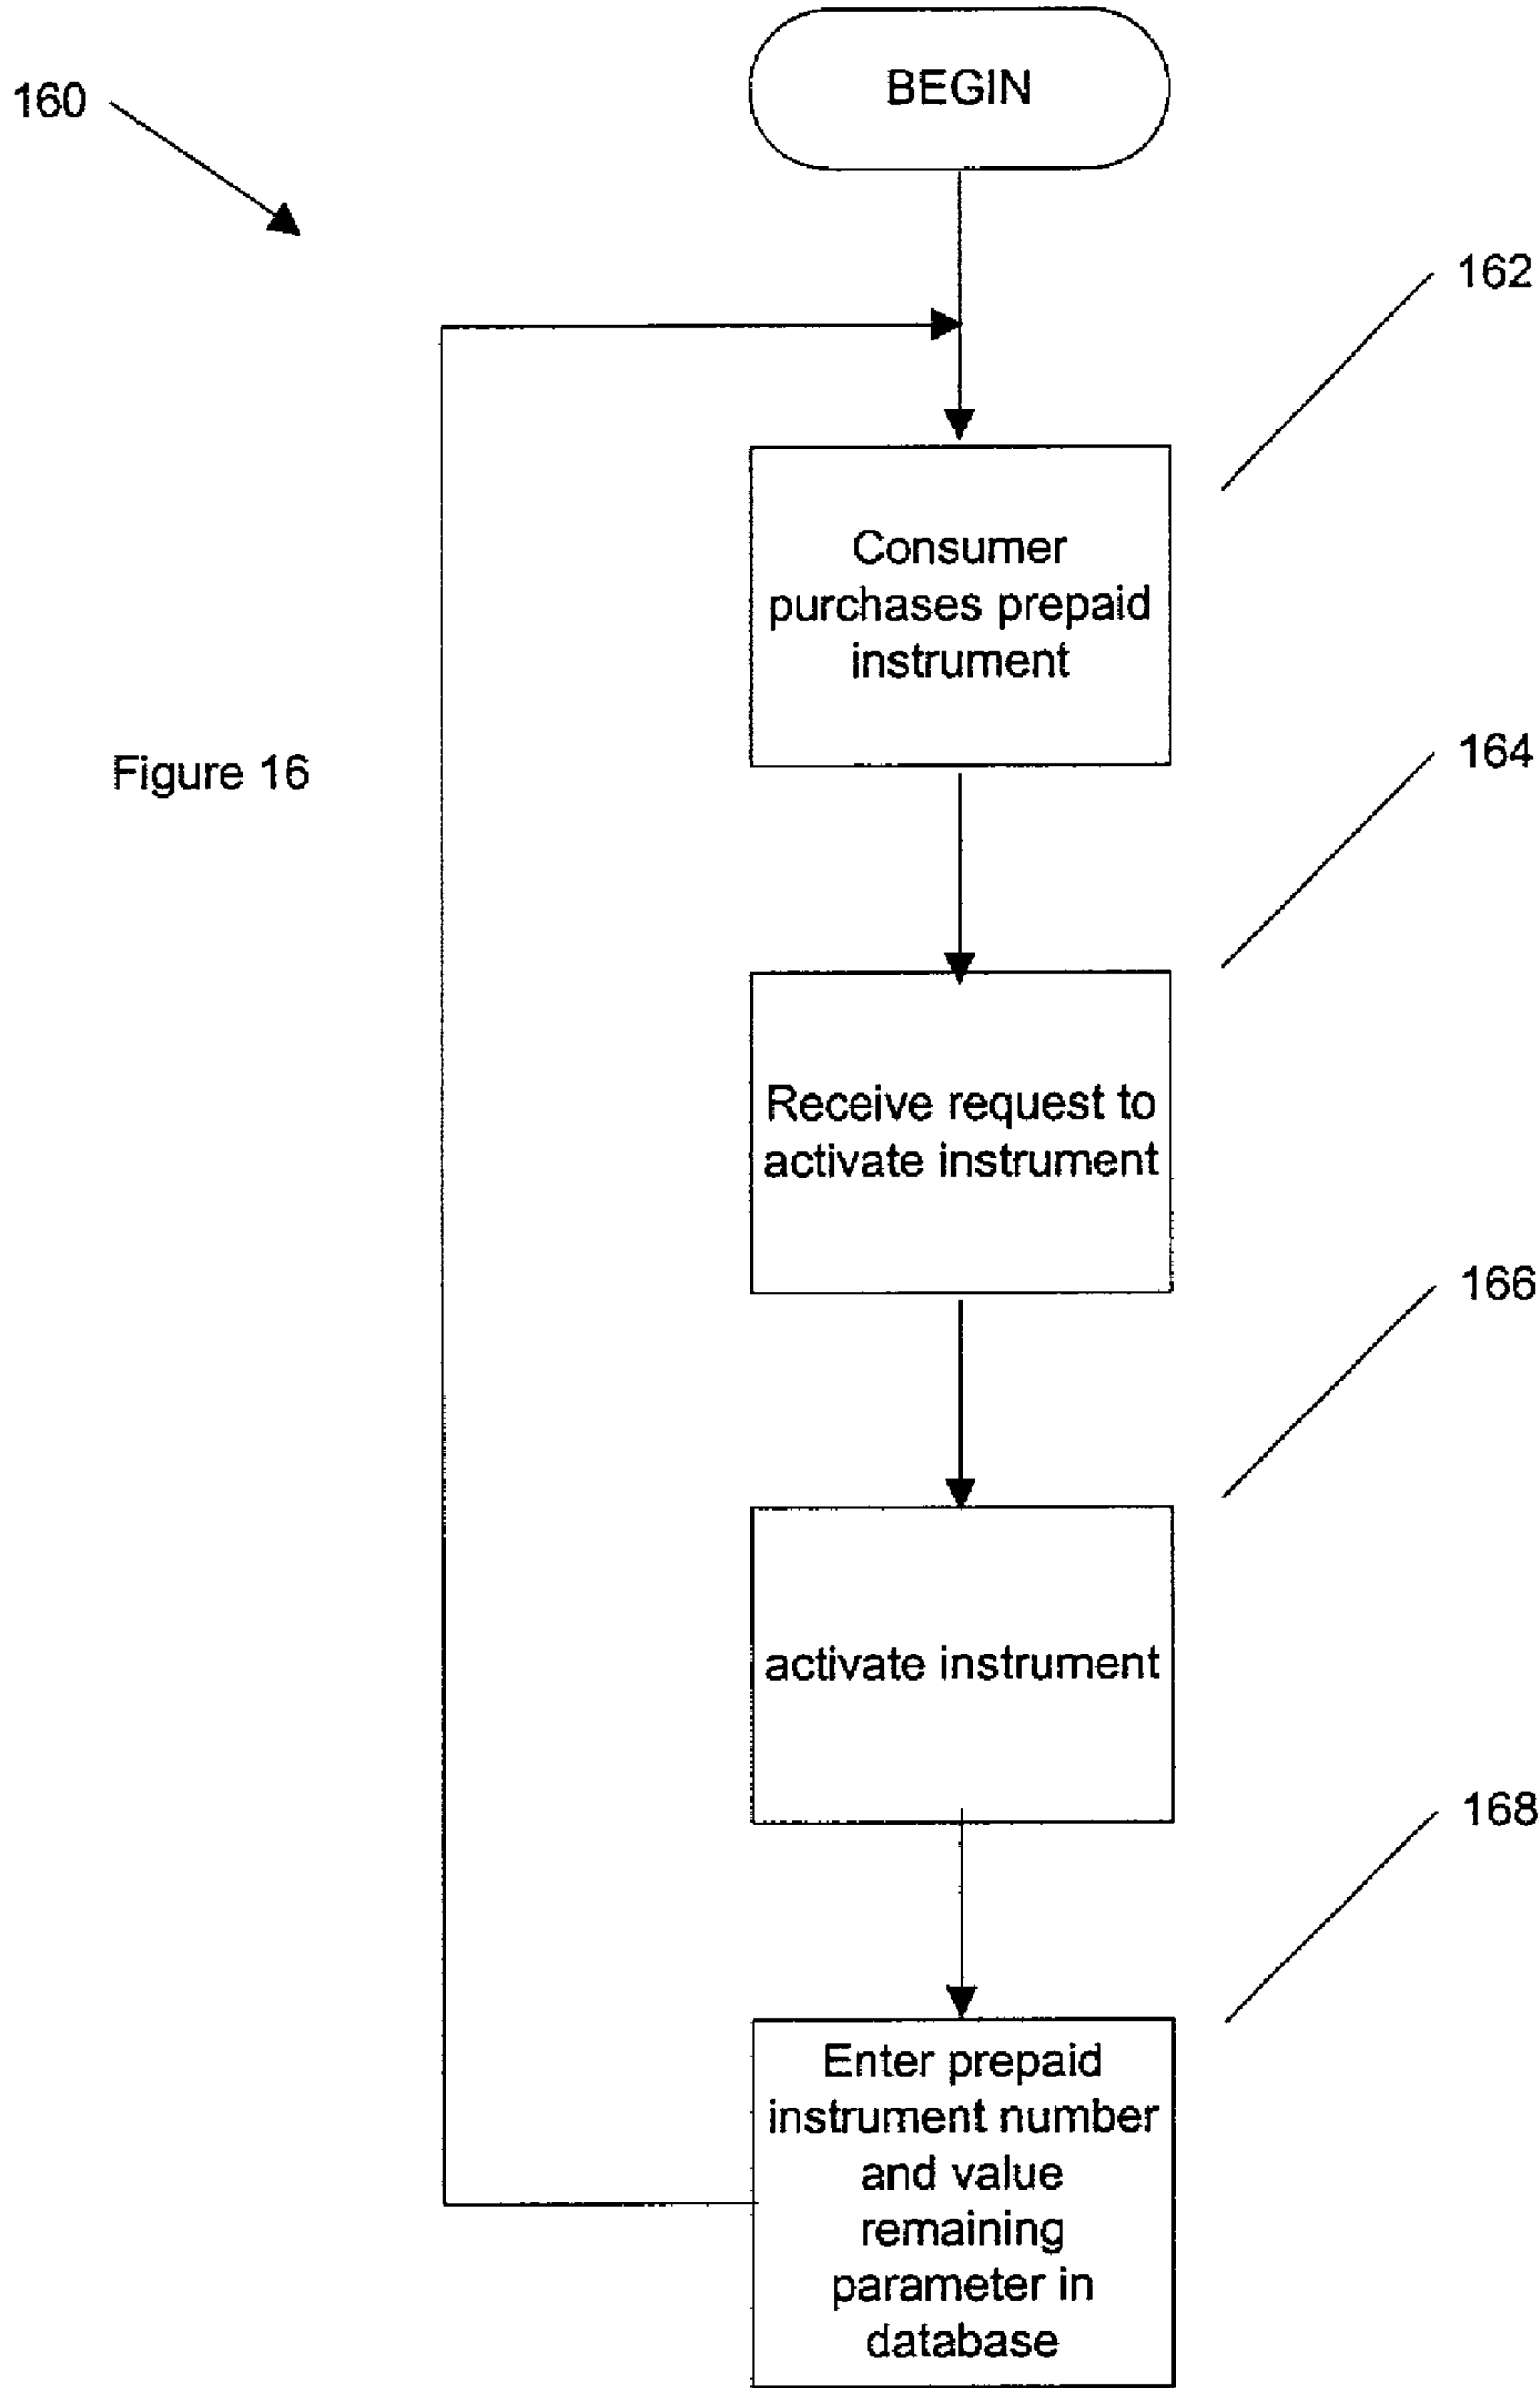 BEGIN
160
162
Consumer
purchases prepaid
instrument
Figure 16
164
Receive request to
activate instrument
166
activate instrument
168
Enter prepaid
instrument number
and value
remaining
parameter in
database